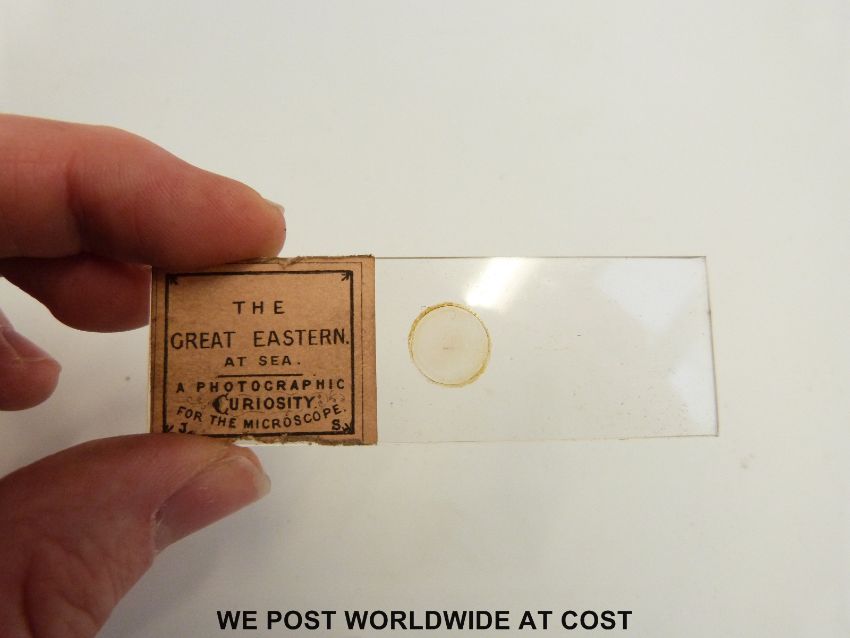 THE
GREAT EASTERN.
AT SEA.
A PHOTOGRAPHIC
CURIOSITY
FOR THE MICROSCOPE.
J. S.
WE POST WORLDWIDE AT COST